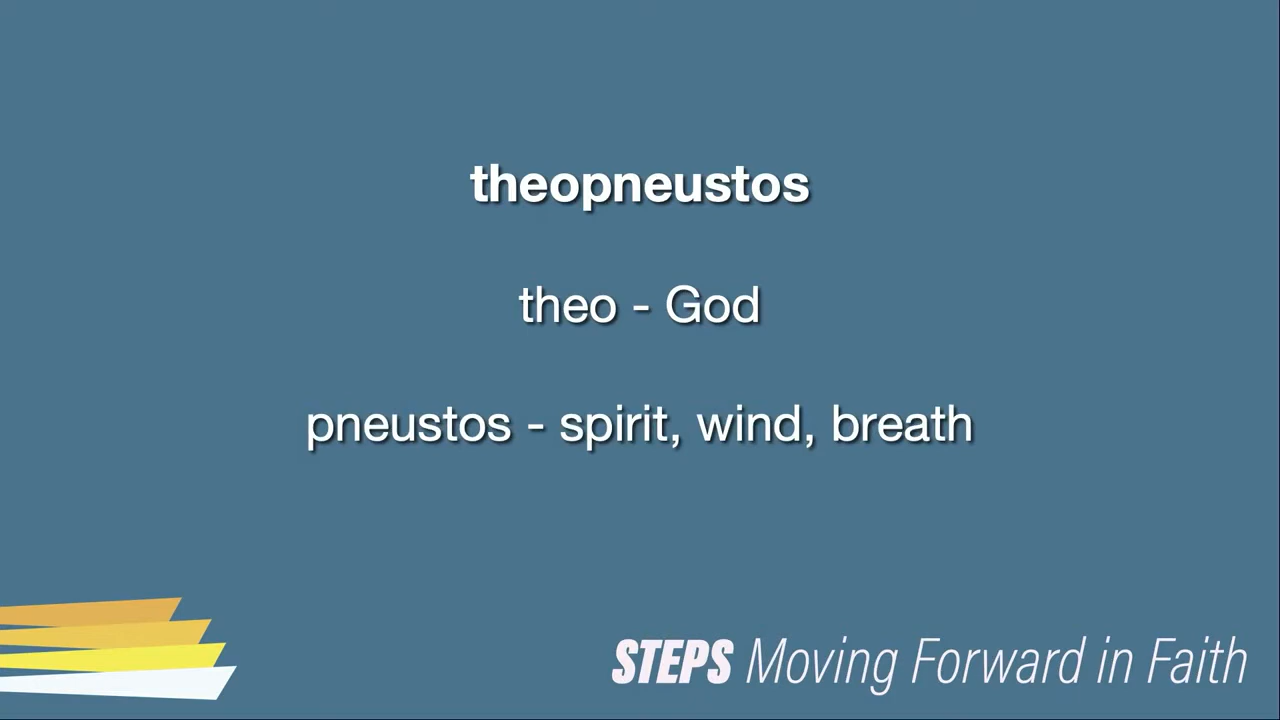 theopneustos
theo - God
pneustos - spirit, wind, breath
STEPS Moving Forward in Faith